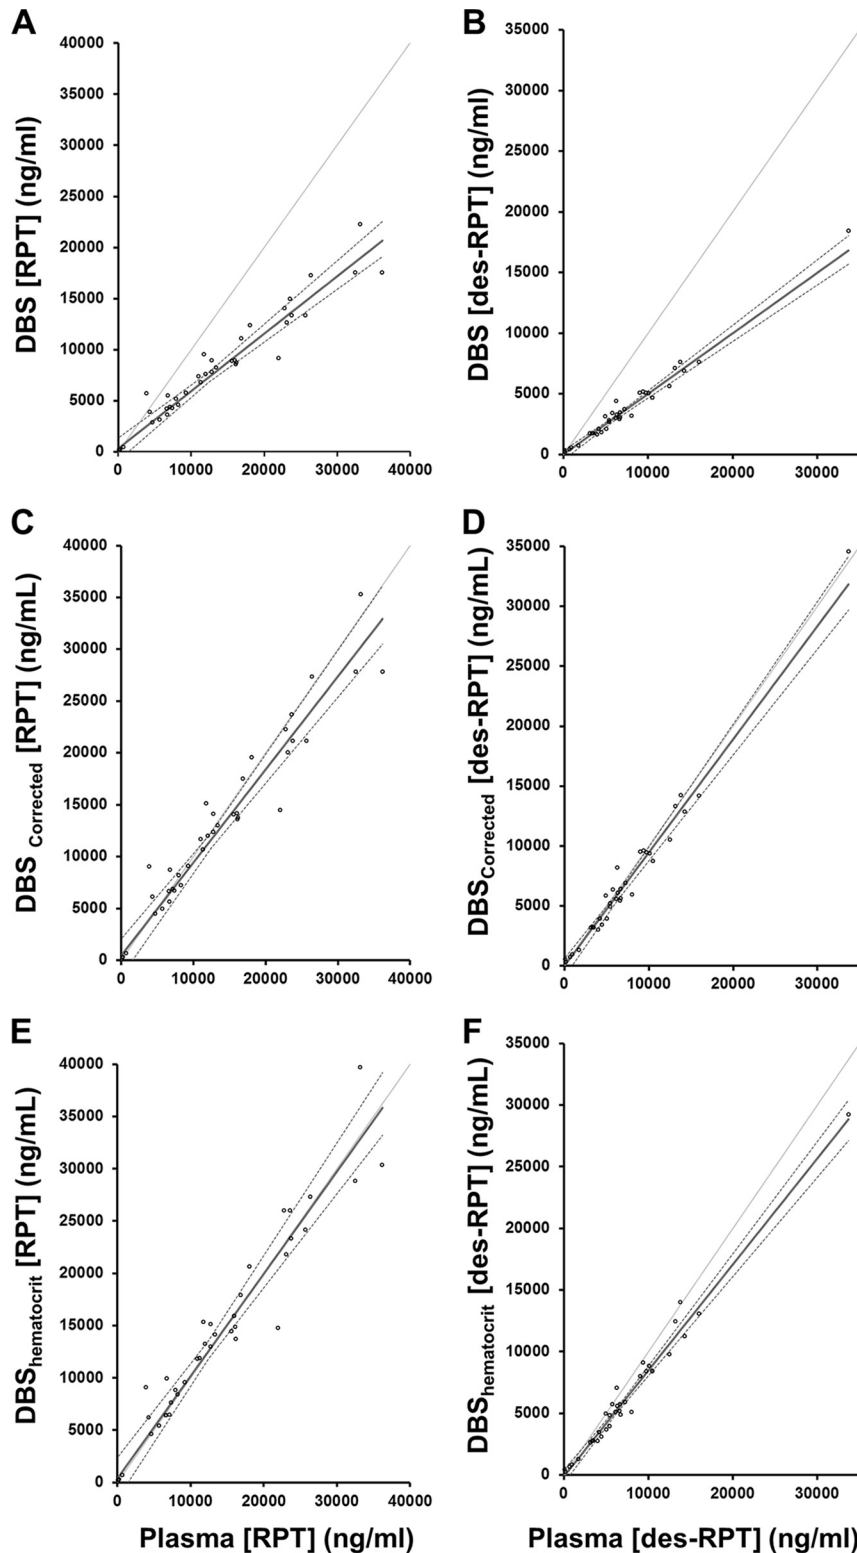 A
B
DBS [RPT] (ng/ml)
40000
35000
30000
25000
20000
15000
10000
5000
0
0 10000 20000 30000 40000
DBS [des-RPT] (ng/ml)
35000
30000
25000
20000
15000
10000
5000
0
0 10000 20000 30000
C
D
DBS Corrected [RPT] (ng/mL)
40000
35000
30000
25000
20000
15000
10000
5000
0
0 10000 20000 30000 40000
DBSCorrected [des-RPT] (ng/mL)
35000
30000
25000
20000
15000
10000
5000
0
0 10000 20000 30000
E
F
DBShematocrit [RPT] (ng/mL)
40000
35000
30000
25000
20000
15000
10000
5000
0
0 10000 20000 30000 40000
Plasma [RPT] (ng/ml)
DBShematocrit [des-RPT] (ng/mL)
35000
30000
25000
20000
15000
10000
5000
0
0 10000 20000 30000
Plasma [des-RPT] (ng/ml)